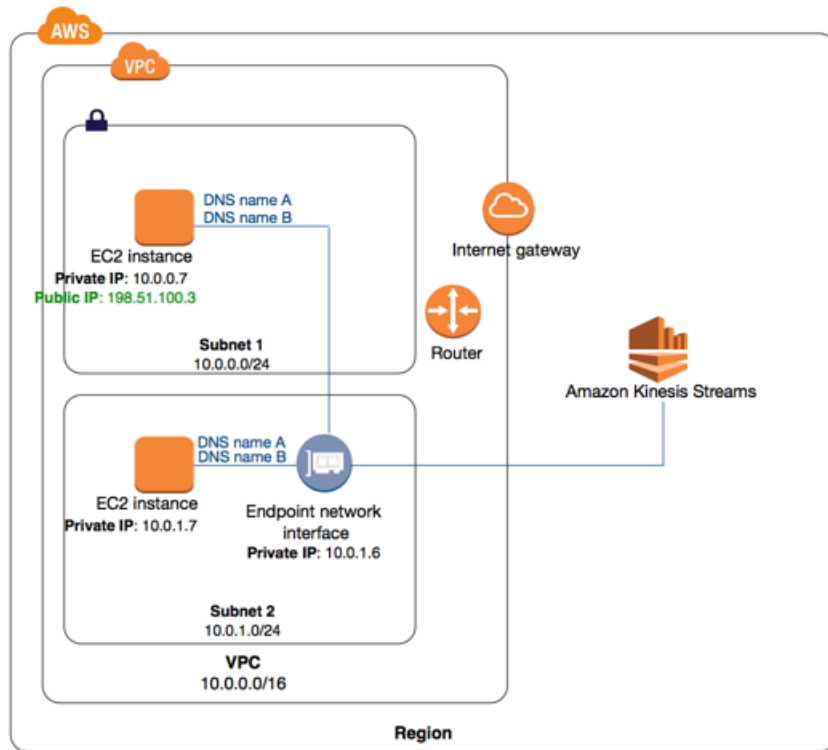 AWS
VPC
DNS name A
DNS name B
EC2 instance
Private IP: 10.0.0.7
Public IP: 198.51.100.3
Subnet 1
10.0.0.0/24
Internet gateway
Router
Amazon Kinesis Streams
DNS name A
DNS name B
EC2 instance
Private IP: 10.0.1.7
Endpoint network
interface
Private IP: 10.0.1.6
Subnet 2
10.0.1.0/24
VPC
10.0.0.0/16
Region